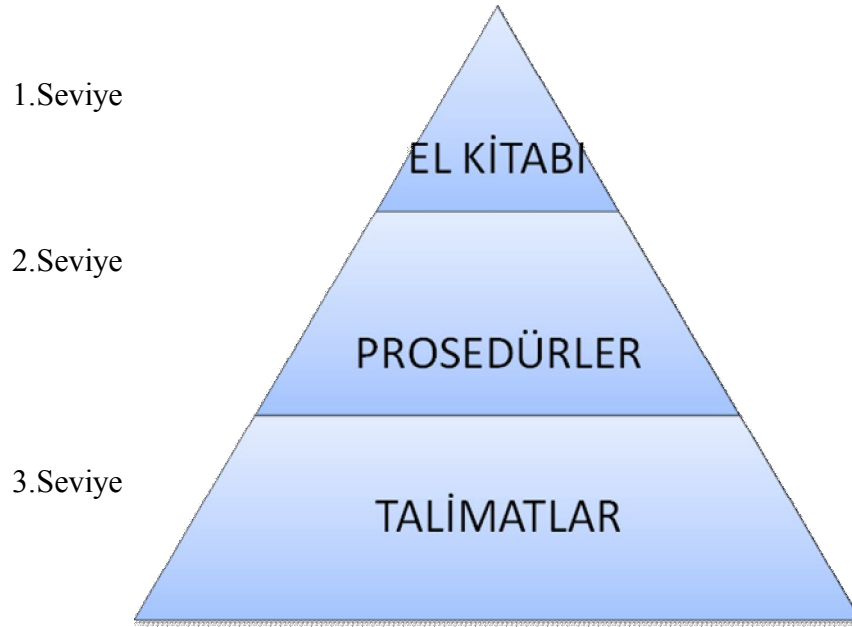 1.Seviye
EL KİTABI
2.Seviye
PROSEDÜRLER
3.Seviye
TALİMATLAR